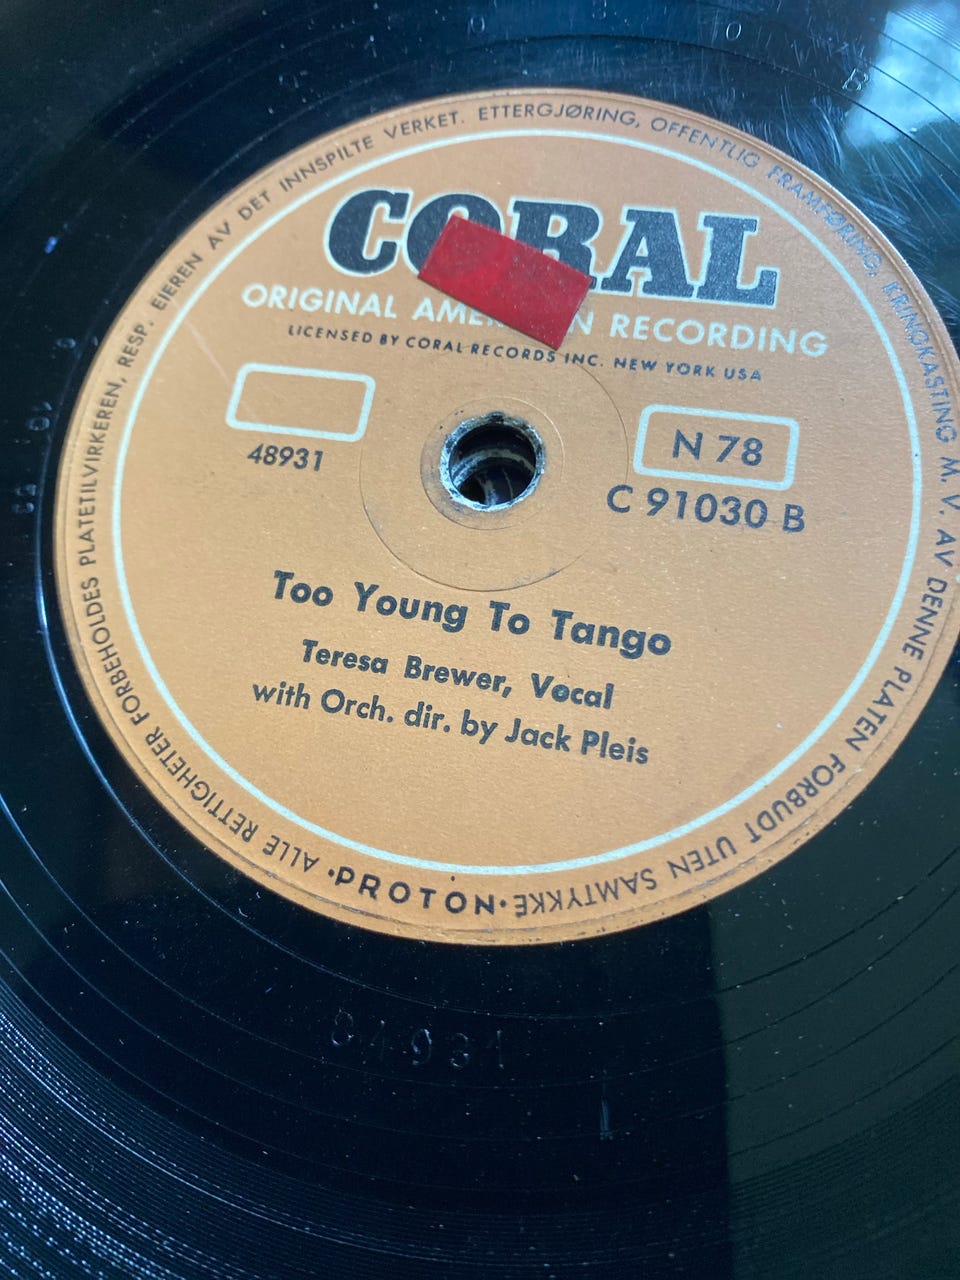 CORAL
ORIGINAL AMERICAN RECORDING
LICENSED BY CORAL RECORDS INC. NEW YORK USA
48931
N 78
C 91030 B
Too Young To Tango
Teresa Brewer, Vocal
with Orch. dir. by Jack Pleis
·PROTON· ALLE RETTIGHETER FORBEHOLDES PLATETILVIRKEREN, RESP. EIEREN AV DET INNSPILTE VERKET. ETTERGJØRING, OFFENTLIG FRAMFØRING, KRINGKASTING M. V. AV DENNE PLATEN FORBUDT UTEN SAMTYKKE